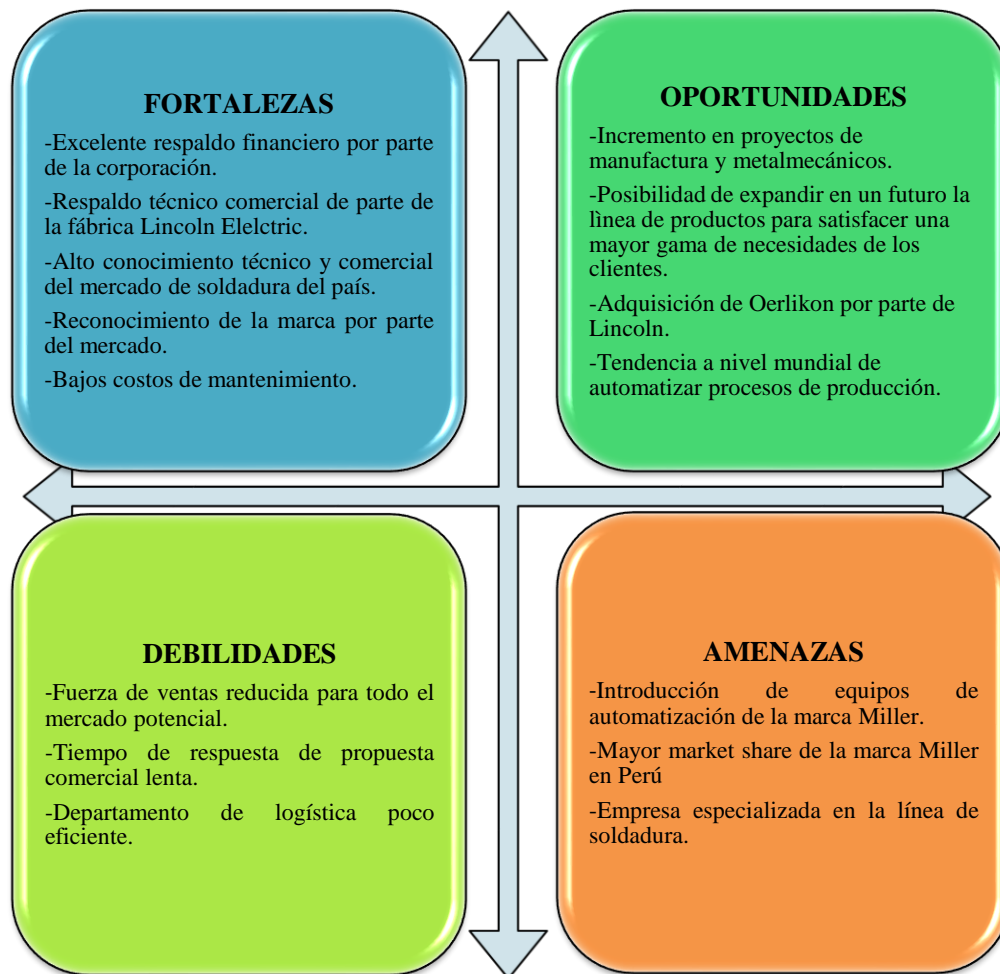 FORTALEZAS
-Excelente respaldo financiero por parte
de la corporación.
-Respaldo técnico comercial de parte de
la fábrica Lincoln Elelctric.
-Alto conocimiento técnico y comercial
del mercado de soldadura del país.
-Reconocimiento de la marca por parte
del mercado.
-Bajos costos de mantenimiento.
OPORTUNIDADES
-Incremento en proyectos de
manufactura y metalmecánicos.
-Posibilidad de expandir en un futuro la
lìnea de productos para satisfacer una
mayor gama de necesidades de los
clientes.
-Adquisición de Oerlikon por parte de
Lincoln.
-Tendencia a nivel mundial de
automatizar procesos de producción.
DEBILIDADES
-Fuerza de ventas reducida para todo el
mercado potencial.
-Tiempo de respuesta de propuesta
comercial lenta.
-Departamento de logística poco
eficiente.
AMENAZAS
-Introducción de equipos de
automatización de la marca Miller.
-Mayor market share de la marca Miller
en Perú
-Empresa especializada en la línea de
soldadura.